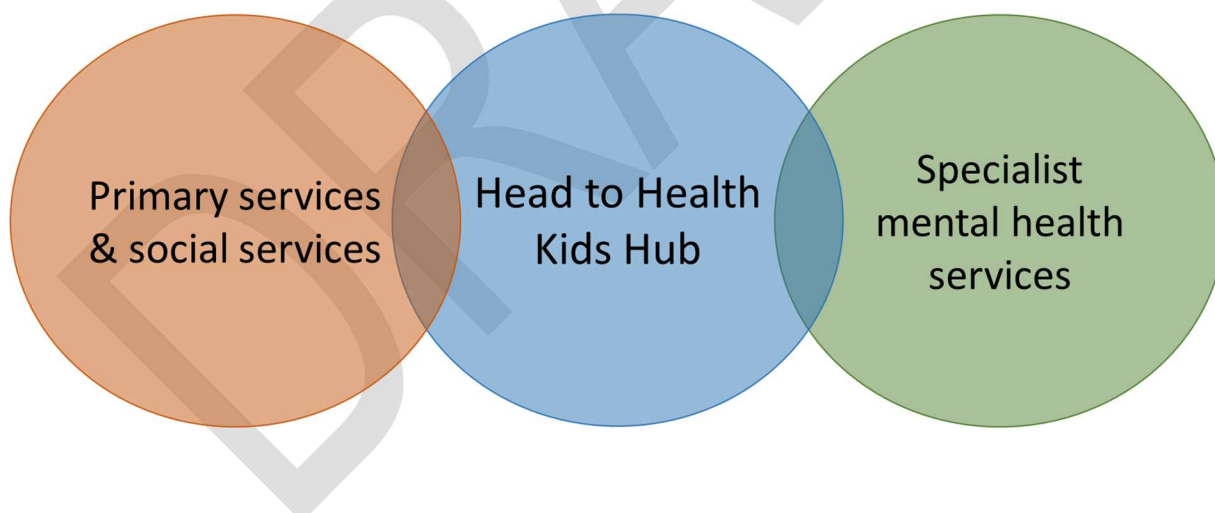 Primary services
& social services
Head to Health
Kids Hub
Specialist
mental health
services